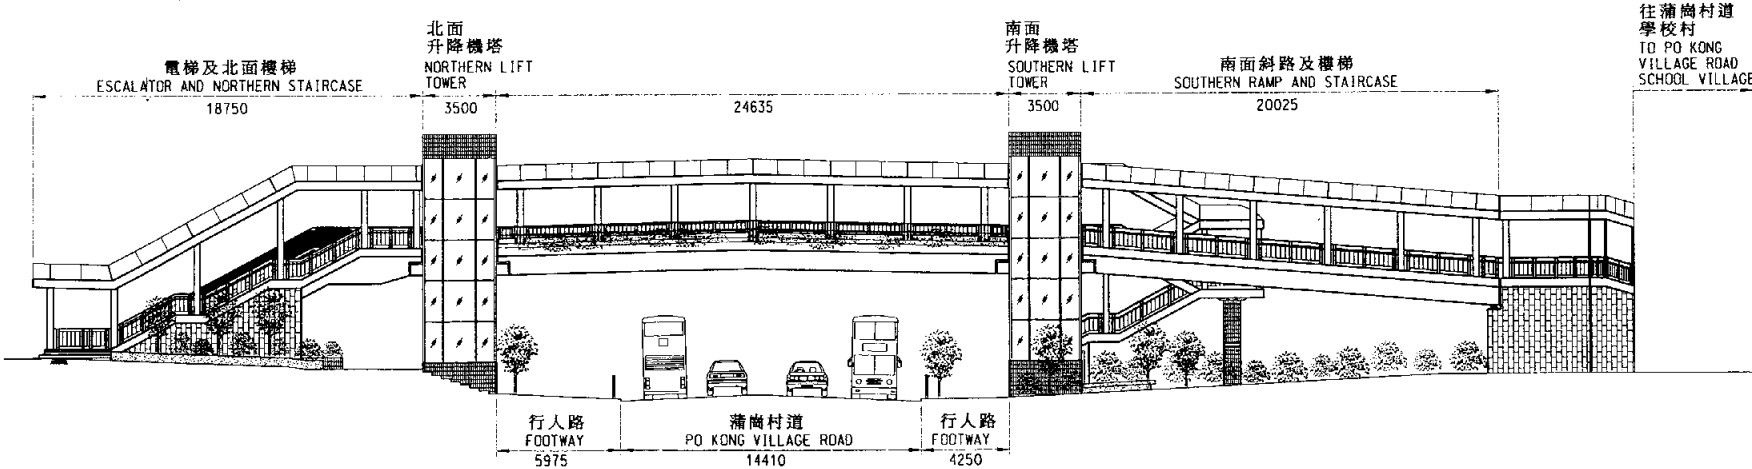 電梯及北面樓梯
ESCALATOR AND NORTHERN STAIRCASE
18750
北面
升降機塔
NORTHERN LIFT
TOWER
3500
24635
南面
升降機塔
SOUTHERN LIFT
TOWER
3500
南面斜路及樓梯
SOUTHERN RAMP AND STAIRCASE
20025
往蒲崗村道
學校村
TO PO KONG
VILLAGE ROAD
SCHOOL VILLAGE
行人路
FOOTWAY
5975
蒲崗村道
PO KONG VILLAGE ROAD
14410
行人路
FOOTWAY
4250